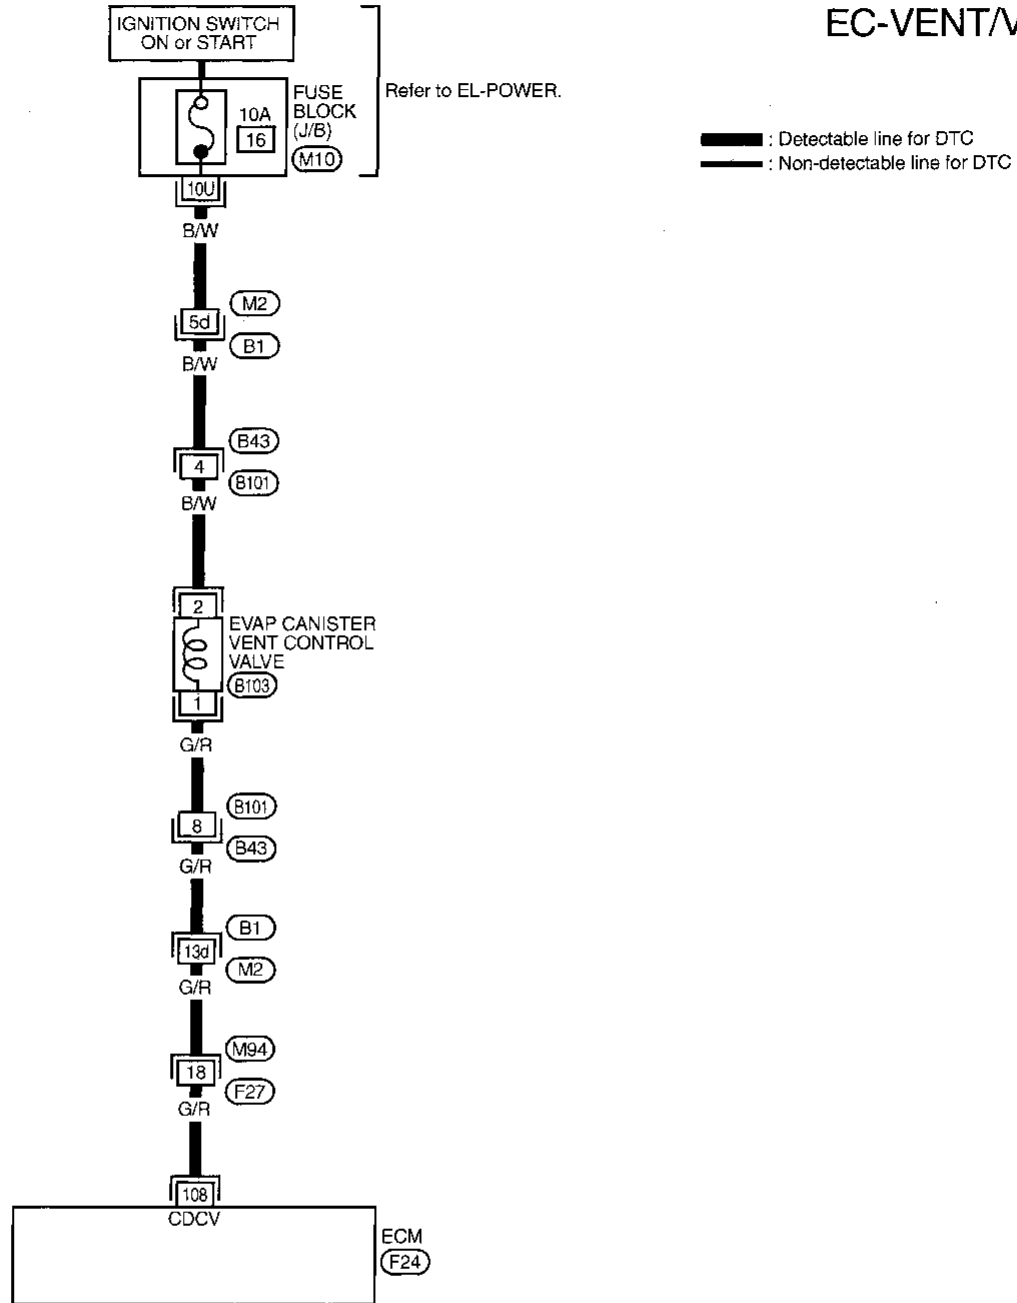 EC-VENT/V
IGNITION SWITCH
ON or START
FUSE
BLOCK
(J/B)
10A
16
M10
Refer to EL-POWER.
: Detectable line for DTC
: Non-detectable line for DTC
10U
B/W
M2
5d
B1
B/W
B43
4
B101
B/W
2
EVAP CANISTER
VENT CONTROL
VALVE
B103
1
G/R
B101
8
B43
G/R
B1
13d
M2
G/R
M94
18
F27
G/R
108
CDCV
ECM
F24